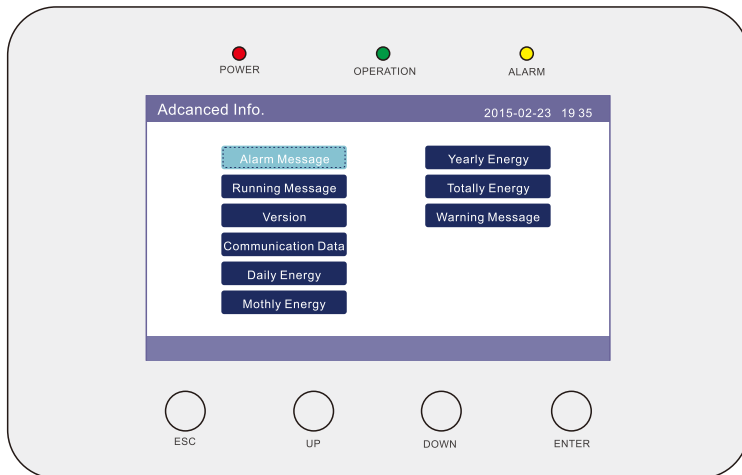 POWER
OPERATION
ALARM
Adcanced Info.
2015-02-23 19 35
Alarm Message
Running Message
Version
Communication Data
Daily Energy
Mothly Energy
Yearly Energy
Totally Energy
Warning Message
ESC
UP
DOWN
ENTER